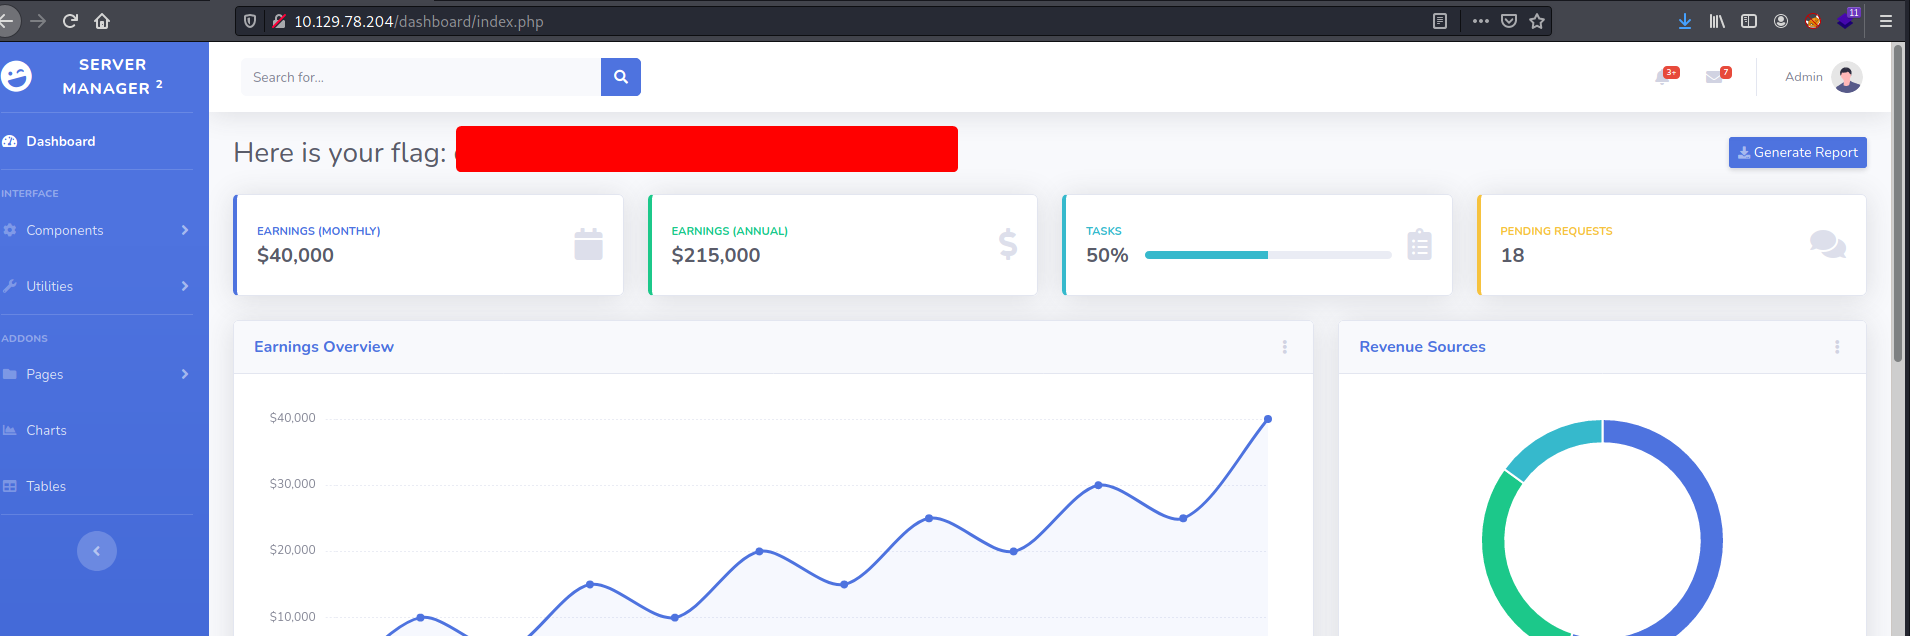 10.129.78.204/dashboard/index.php
11
SERVER
MANAGER 2
Search for...
3+
7
Admin
Dashboard
Here is your flag:
Generate Report
INTERFACE
Components
Utilities
ADDONS
Pages
Charts
Tables
EARNINGS (MONTHLY)
$40,000
EARNINGS (ANNUAL)
$215,000
TASKS
50%
PENDING REQUESTS
18
Earnings Overview
Revenue Sources
$40,000
$30,000
$20,000
$10,000